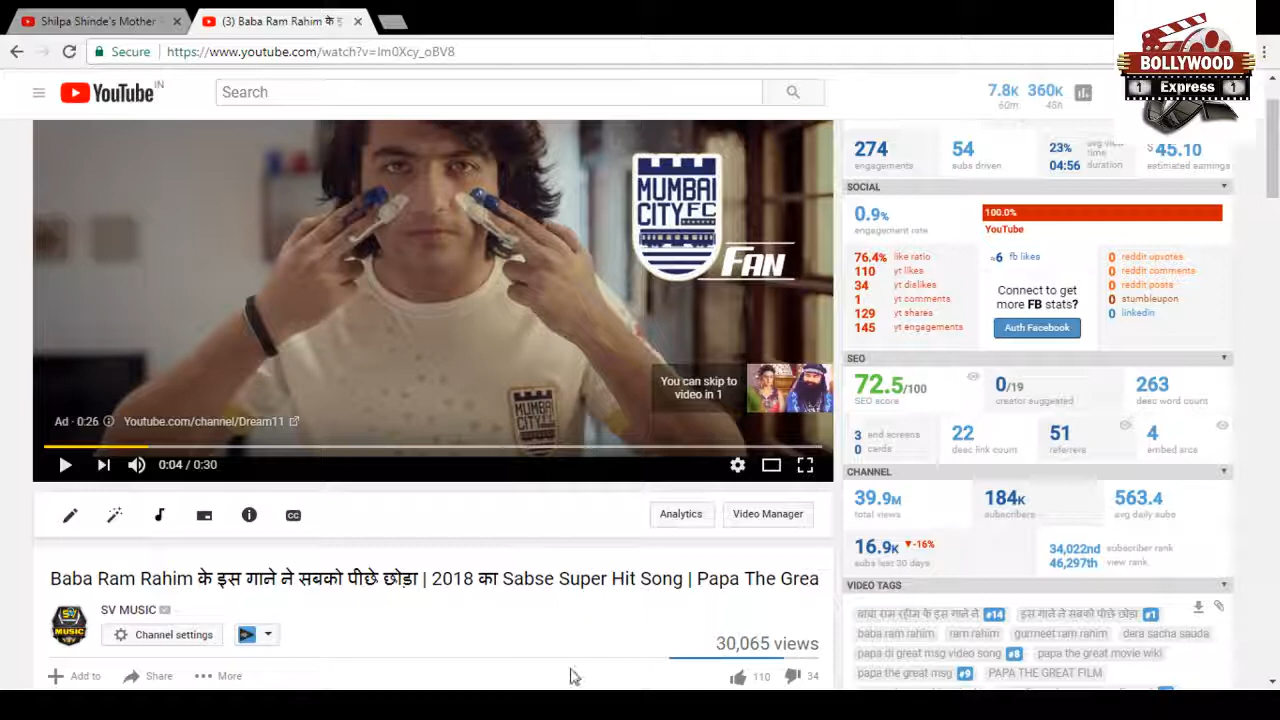 Shilpa Shinde's Mother
(3) Baba Ram Rahim के इ
Secure
https://www.youtube.com/watch?v=Im0Xcy_oBV8
BOLLYWOOD
1 Express 1
YouTube IN
Search
7.8K 360K
60m 48h
MUMBAI
CITY FC
FAN
MUMBAI
CITY
You can skip to
video in 1
Ad · 0:26
Youtube.com/channel/Dream11
0:04 / 0:30
274
engagements
54
subs driven
23% avg view
time
04:56 duration
$45.10
estimated earnings
SOCIAL
0.9%
engagement rate
100.0%
YouTube
76.4% like ratio
110 yt likes
34 yt dislikes
1 yt comments
129 yt shares
145 yt engagements
≈6 fb likes
Connect to get
more FB stats?
Auth Facebook
0 reddit upvotes
0 reddit comments
0 reddit posts
0 stumbleupon
0 linkedin
SEO
72.5/100
SEO score
0/19
creator suggested
263
desc word count
3 end screens
0 cards
22
desc link count
51
referrers
4
embed srcs
CHANNEL
39.9M
total views
184K
subscribers
563.4
avg daily subs
16.9K ▼-16%
subs last 30 days
34,022nd subscriber rank
46,297th view rank
VIDEO TAGS
बाबा राम रहीम के इस गाने ने #14 इस गाने ने सबको पीछे छोड़ा #1
baba ram rahim ram rahim gurmeet ram rahim dera sacha sauda
papa di great msg video song #8 papa the great movie wiki
papa the great msg #9 PAPA THE GREAT FILM
CC
Analytics
Video Manager
Baba Ram Rahim के इस गाने ने सबको पीछे छोड़ा | 2018 का Sabse Super Hit Song | Papa The Grea
SV
MUSIC
SV MUSIC
Channel settings
30,065 views
Add to
Share
More
110
34